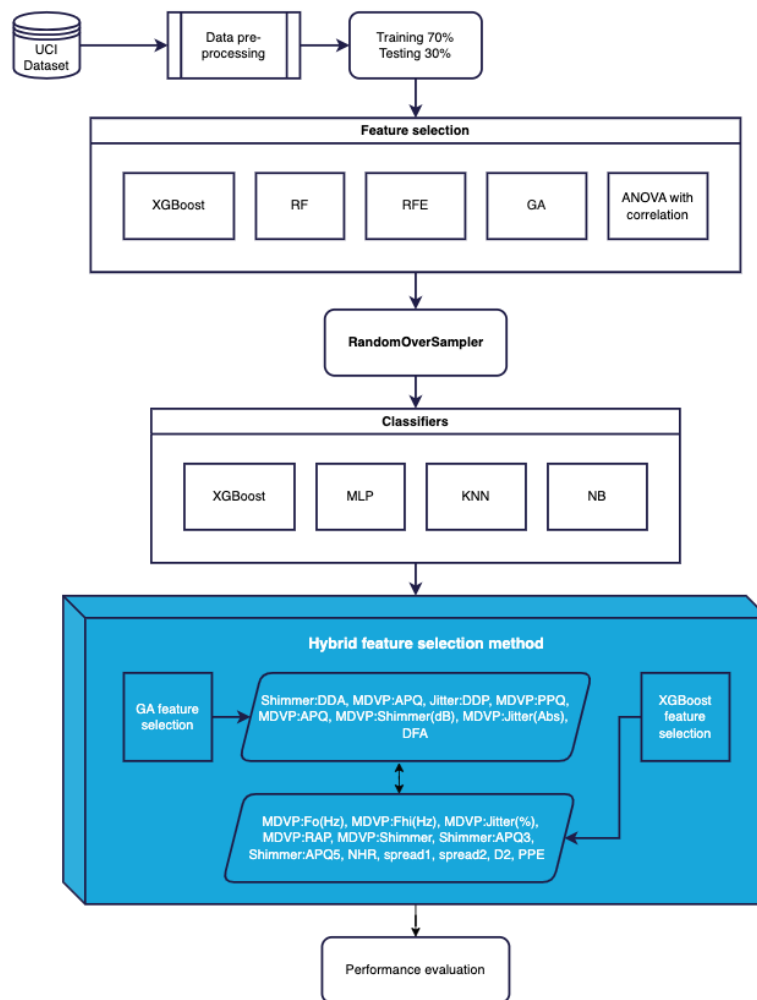 UCI
Dataset
Data pre-
processing
Training 70%
Testing 30%
Feature selection
XGBoost
RF
RFE
GA
ANOVA with
correlation
RandomOverSampler
Classifiers
XGBoost
MLP
KNN
NB
Hybrid feature selection method
GA feature
selection
Shimmer:DDA, MDVP:APQ, Jitter:DDP, MDVP:PPQ,
MDVP:APQ, MDVP:Shimmer(dB), MDVP:Jitter(Abs),
DFA
XGBoost
feature
selection
MDVP:Fo(Hz), MDVP:Fhi(Hz), MDVP:Jitter(%),
MDVP:RAP, MDVP:Shimmer, Shimmer:APQ3,
Shimmer:APQ5, NHR, spread1, spread2, D2, PPE
Performance evaluation